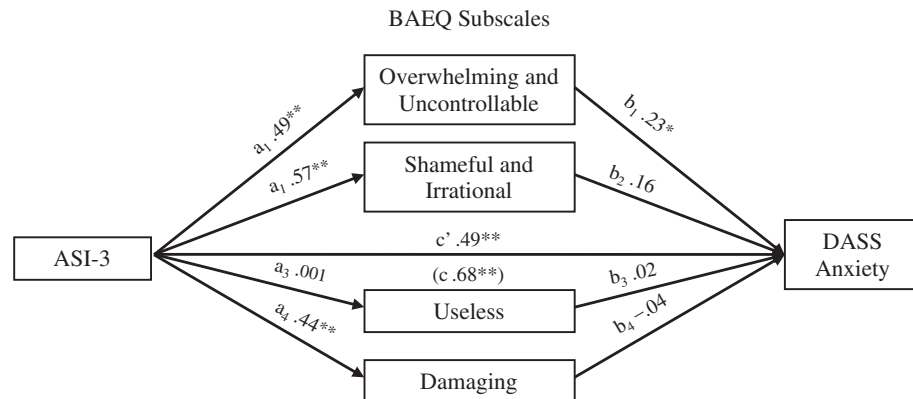 BAEQ Subscales
Overwhelming and
Uncontrollable
a₁ .49**
b₁ .23*
Shameful and
Irrational
a₁ .57**
b₂ .16
ASI-3
c’ .49**
(c .68**)
DASS
Anxiety
a₃ .001
b₃ .02
Useless
a₄ .44**
b₄ –.04
Damaging